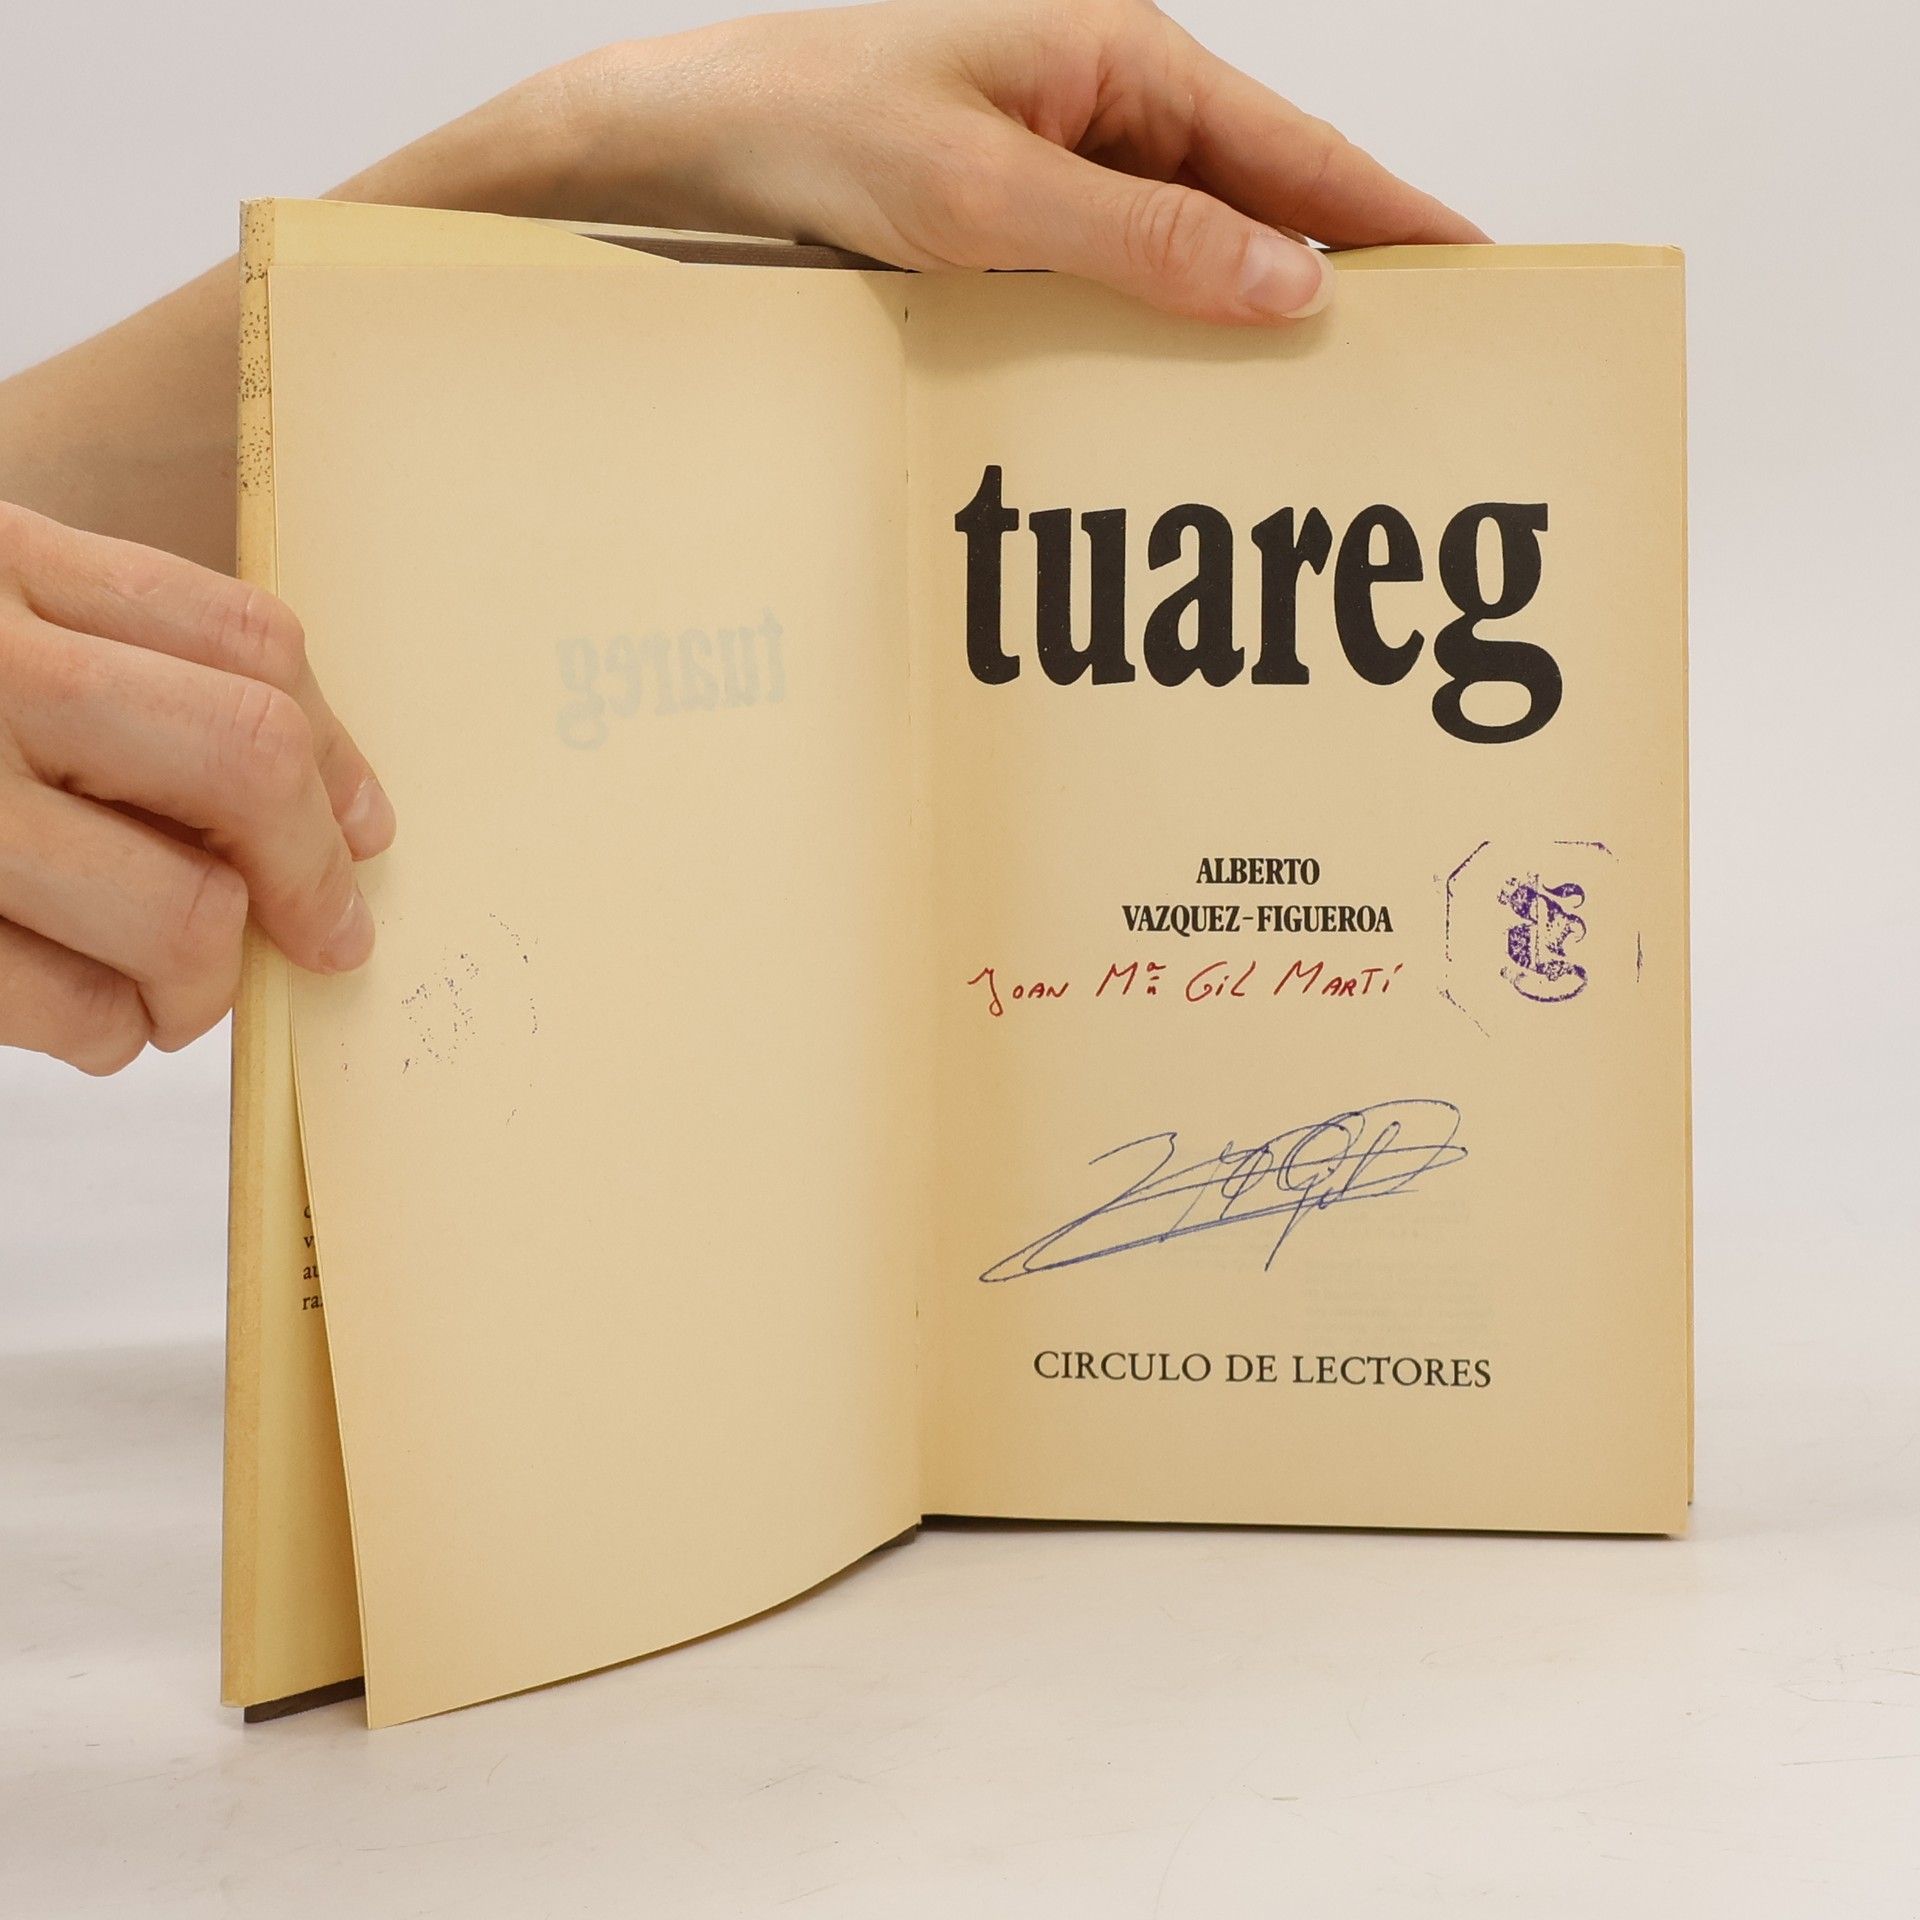 tuareg
ALBERTO
VAZQUEZ-FIGUEROA
Joan Mª Gil Martí
CIRCULO DE LECTORES